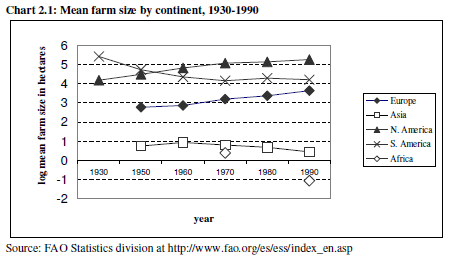 Chart 2.1: Mean farm size by continent, 1930-1990
log mean farm size in hectares
6
5
4
3
2
1
0
-1
-2
1930 1950 1960 1970 1980 1990
year
Europe
Asia
N. America
S. America
Africa
Source: FAO Statistics division at http://www.fao.org/es/ess/index_en.asp